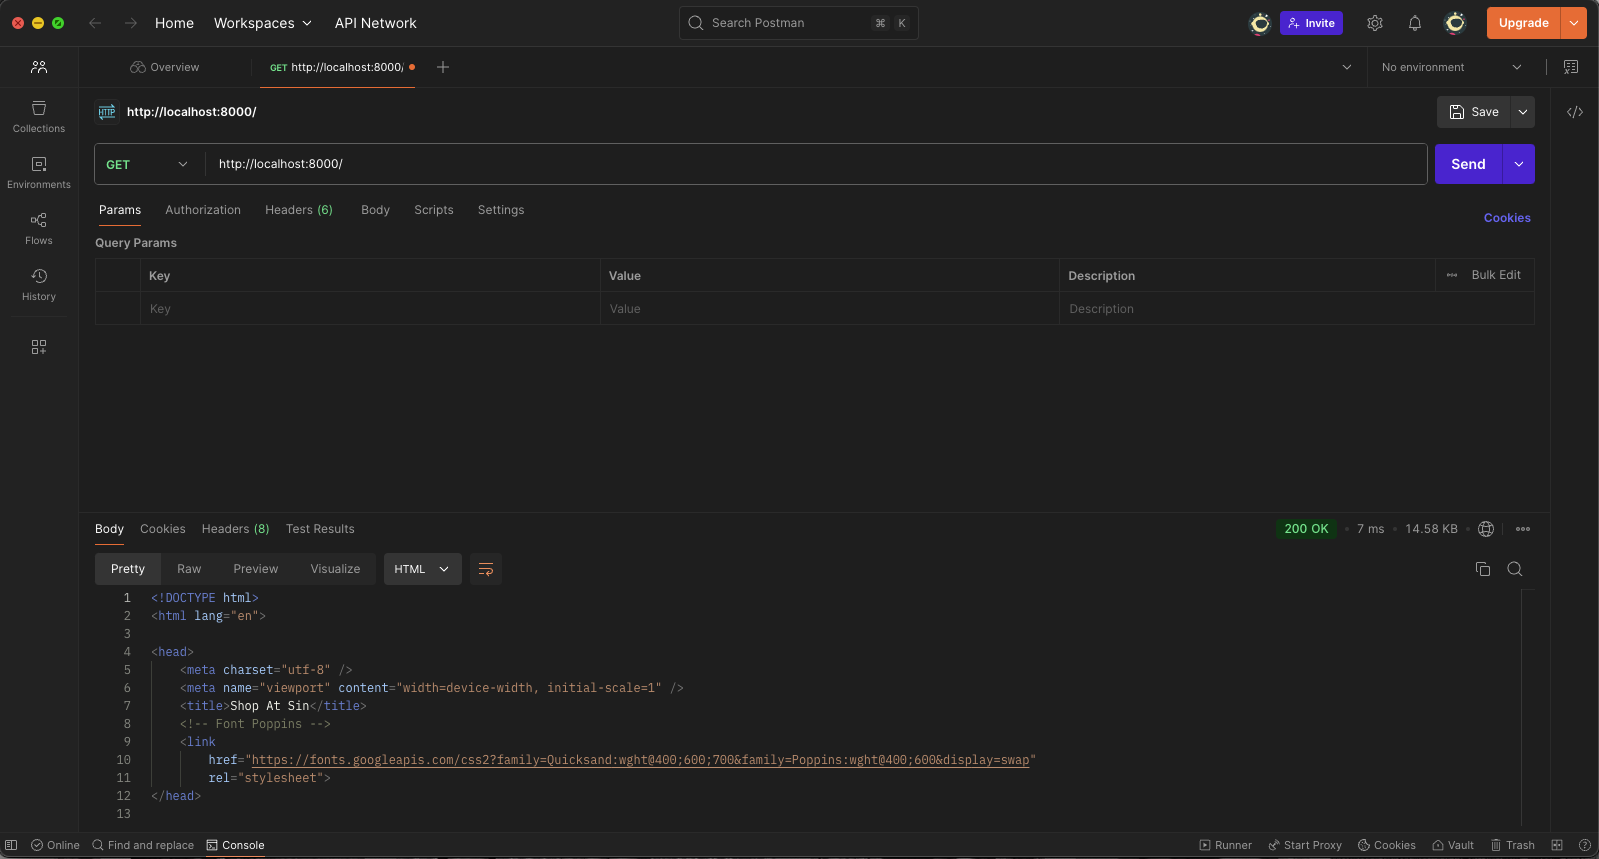 Home Workspaces API Network Search Postman ⌘ K Invite Upgrade
Overview GET http://localhost:8000/ No environment
HTTP http://localhost:8000/ Save </>
Collections
GET http://localhost:8000/ Send
Environments
Params Authorization Headers (6) Body Scripts Settings Cookies
Flows
Query Params
Key Value Description Bulk Edit
History
Key Value Description
Body Cookies Headers (8) Test Results 200 OK 7 ms 14.58 KB
Pretty Raw Preview Visualize HTML
1 <!DOCTYPE html>
2 <html lang="en">
3
4 <head>
5 <meta charset="utf-8" />
6 <meta name="viewport" content="width=device-width, initial-scale=1" />
7 <title>Shop At Sin</title>
8 <!-- Font Poppins -->
9 <link
10 href="https://fonts.googleapis.com/css2?family=Quicksand:wght@400;600;700&family=Poppins:wght@400;600&display=swap"
11 rel="stylesheet">
12 </head>
13
Online Find and replace Console Runner Start Proxy Cookies Vault Trash